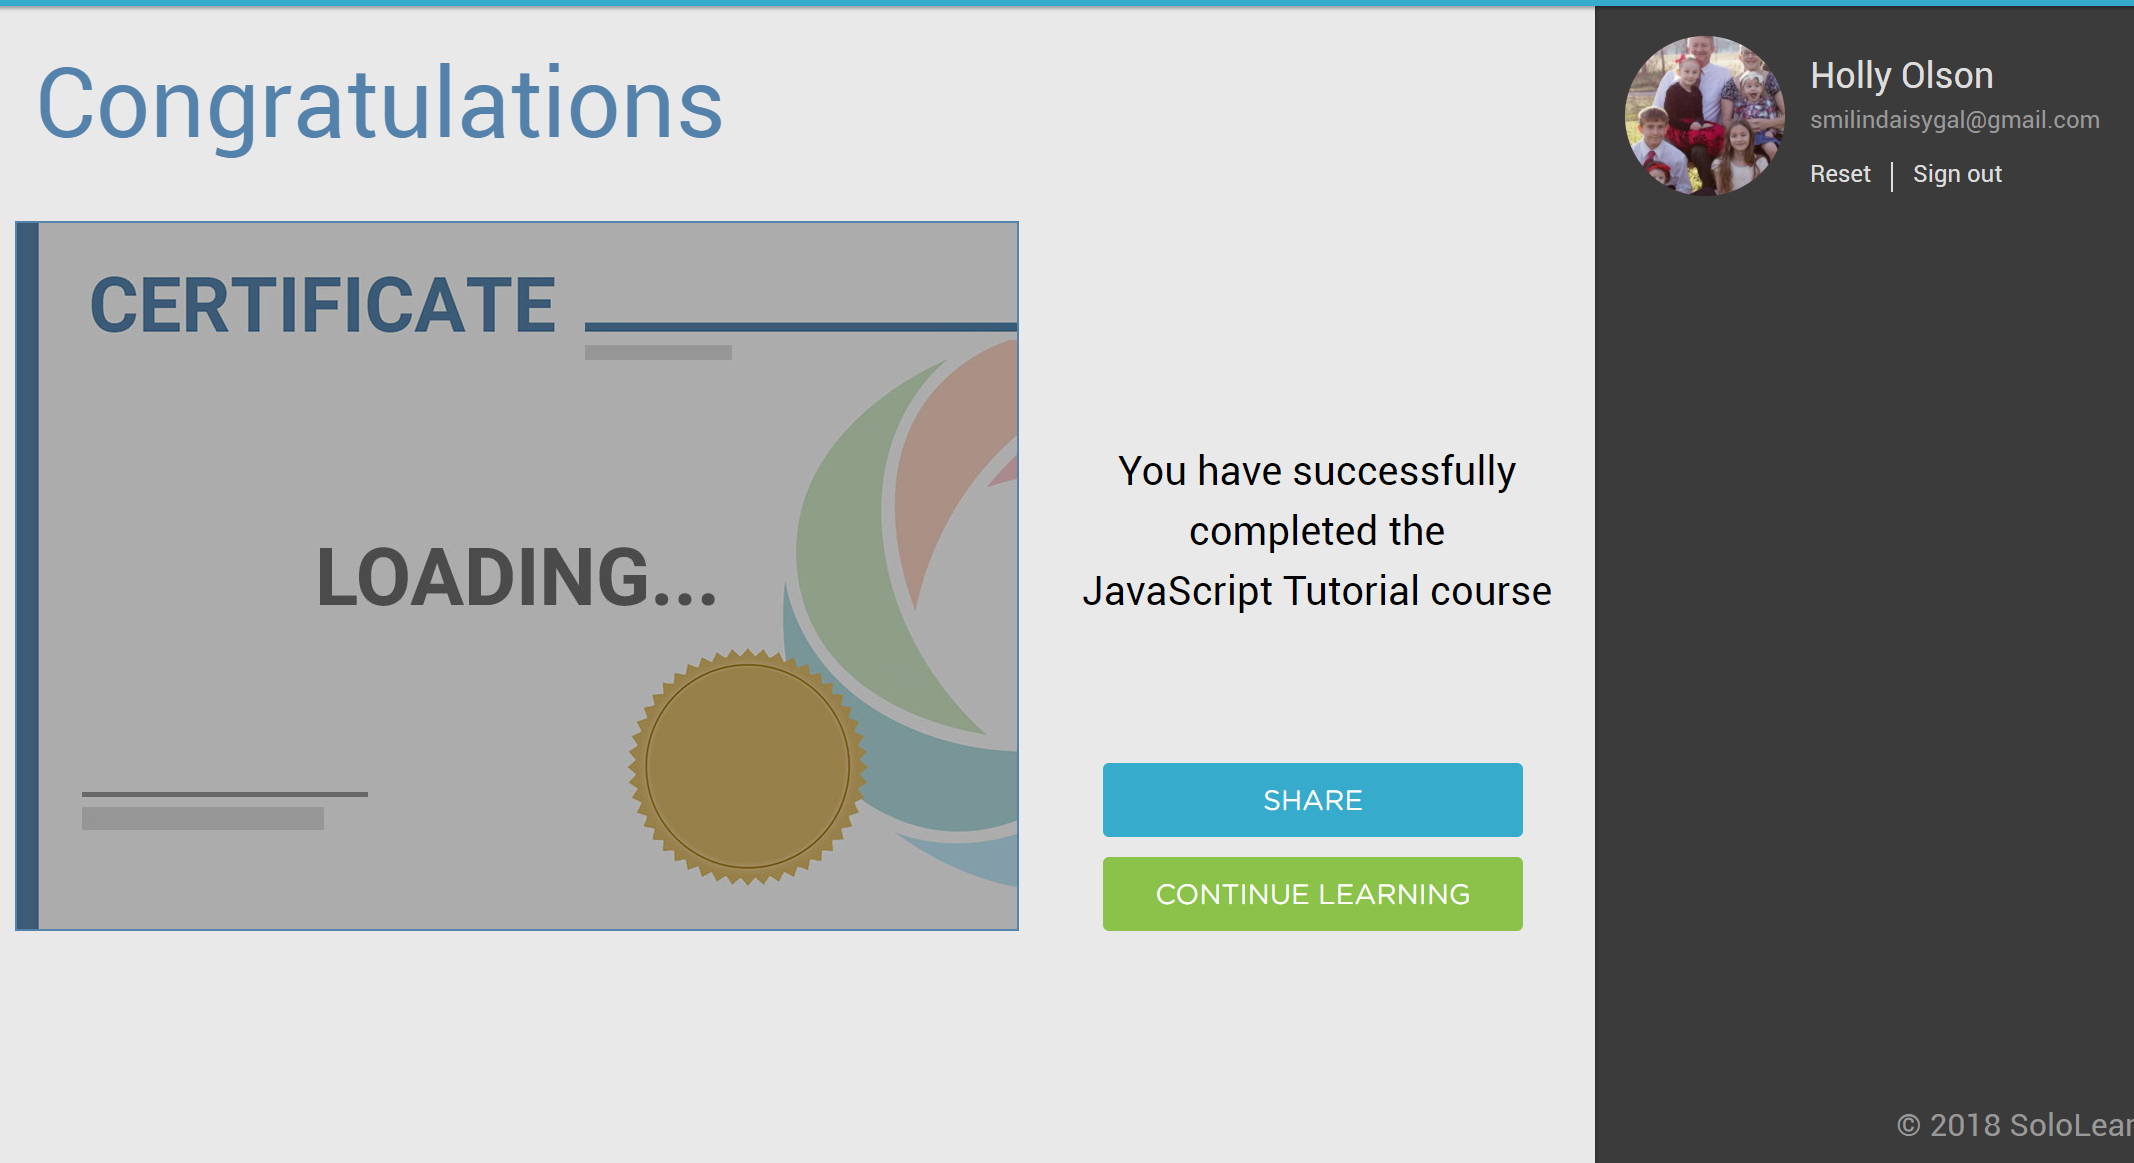 Congratulations
CERTIFICATE
LOADING...
You have successfully
completed the
JavaScript Tutorial course
SHARE
CONTINUE LEARNING
Holly Olson
smilindaisygal@gmail.com
Reset | Sign out
© 2018 SoloLear